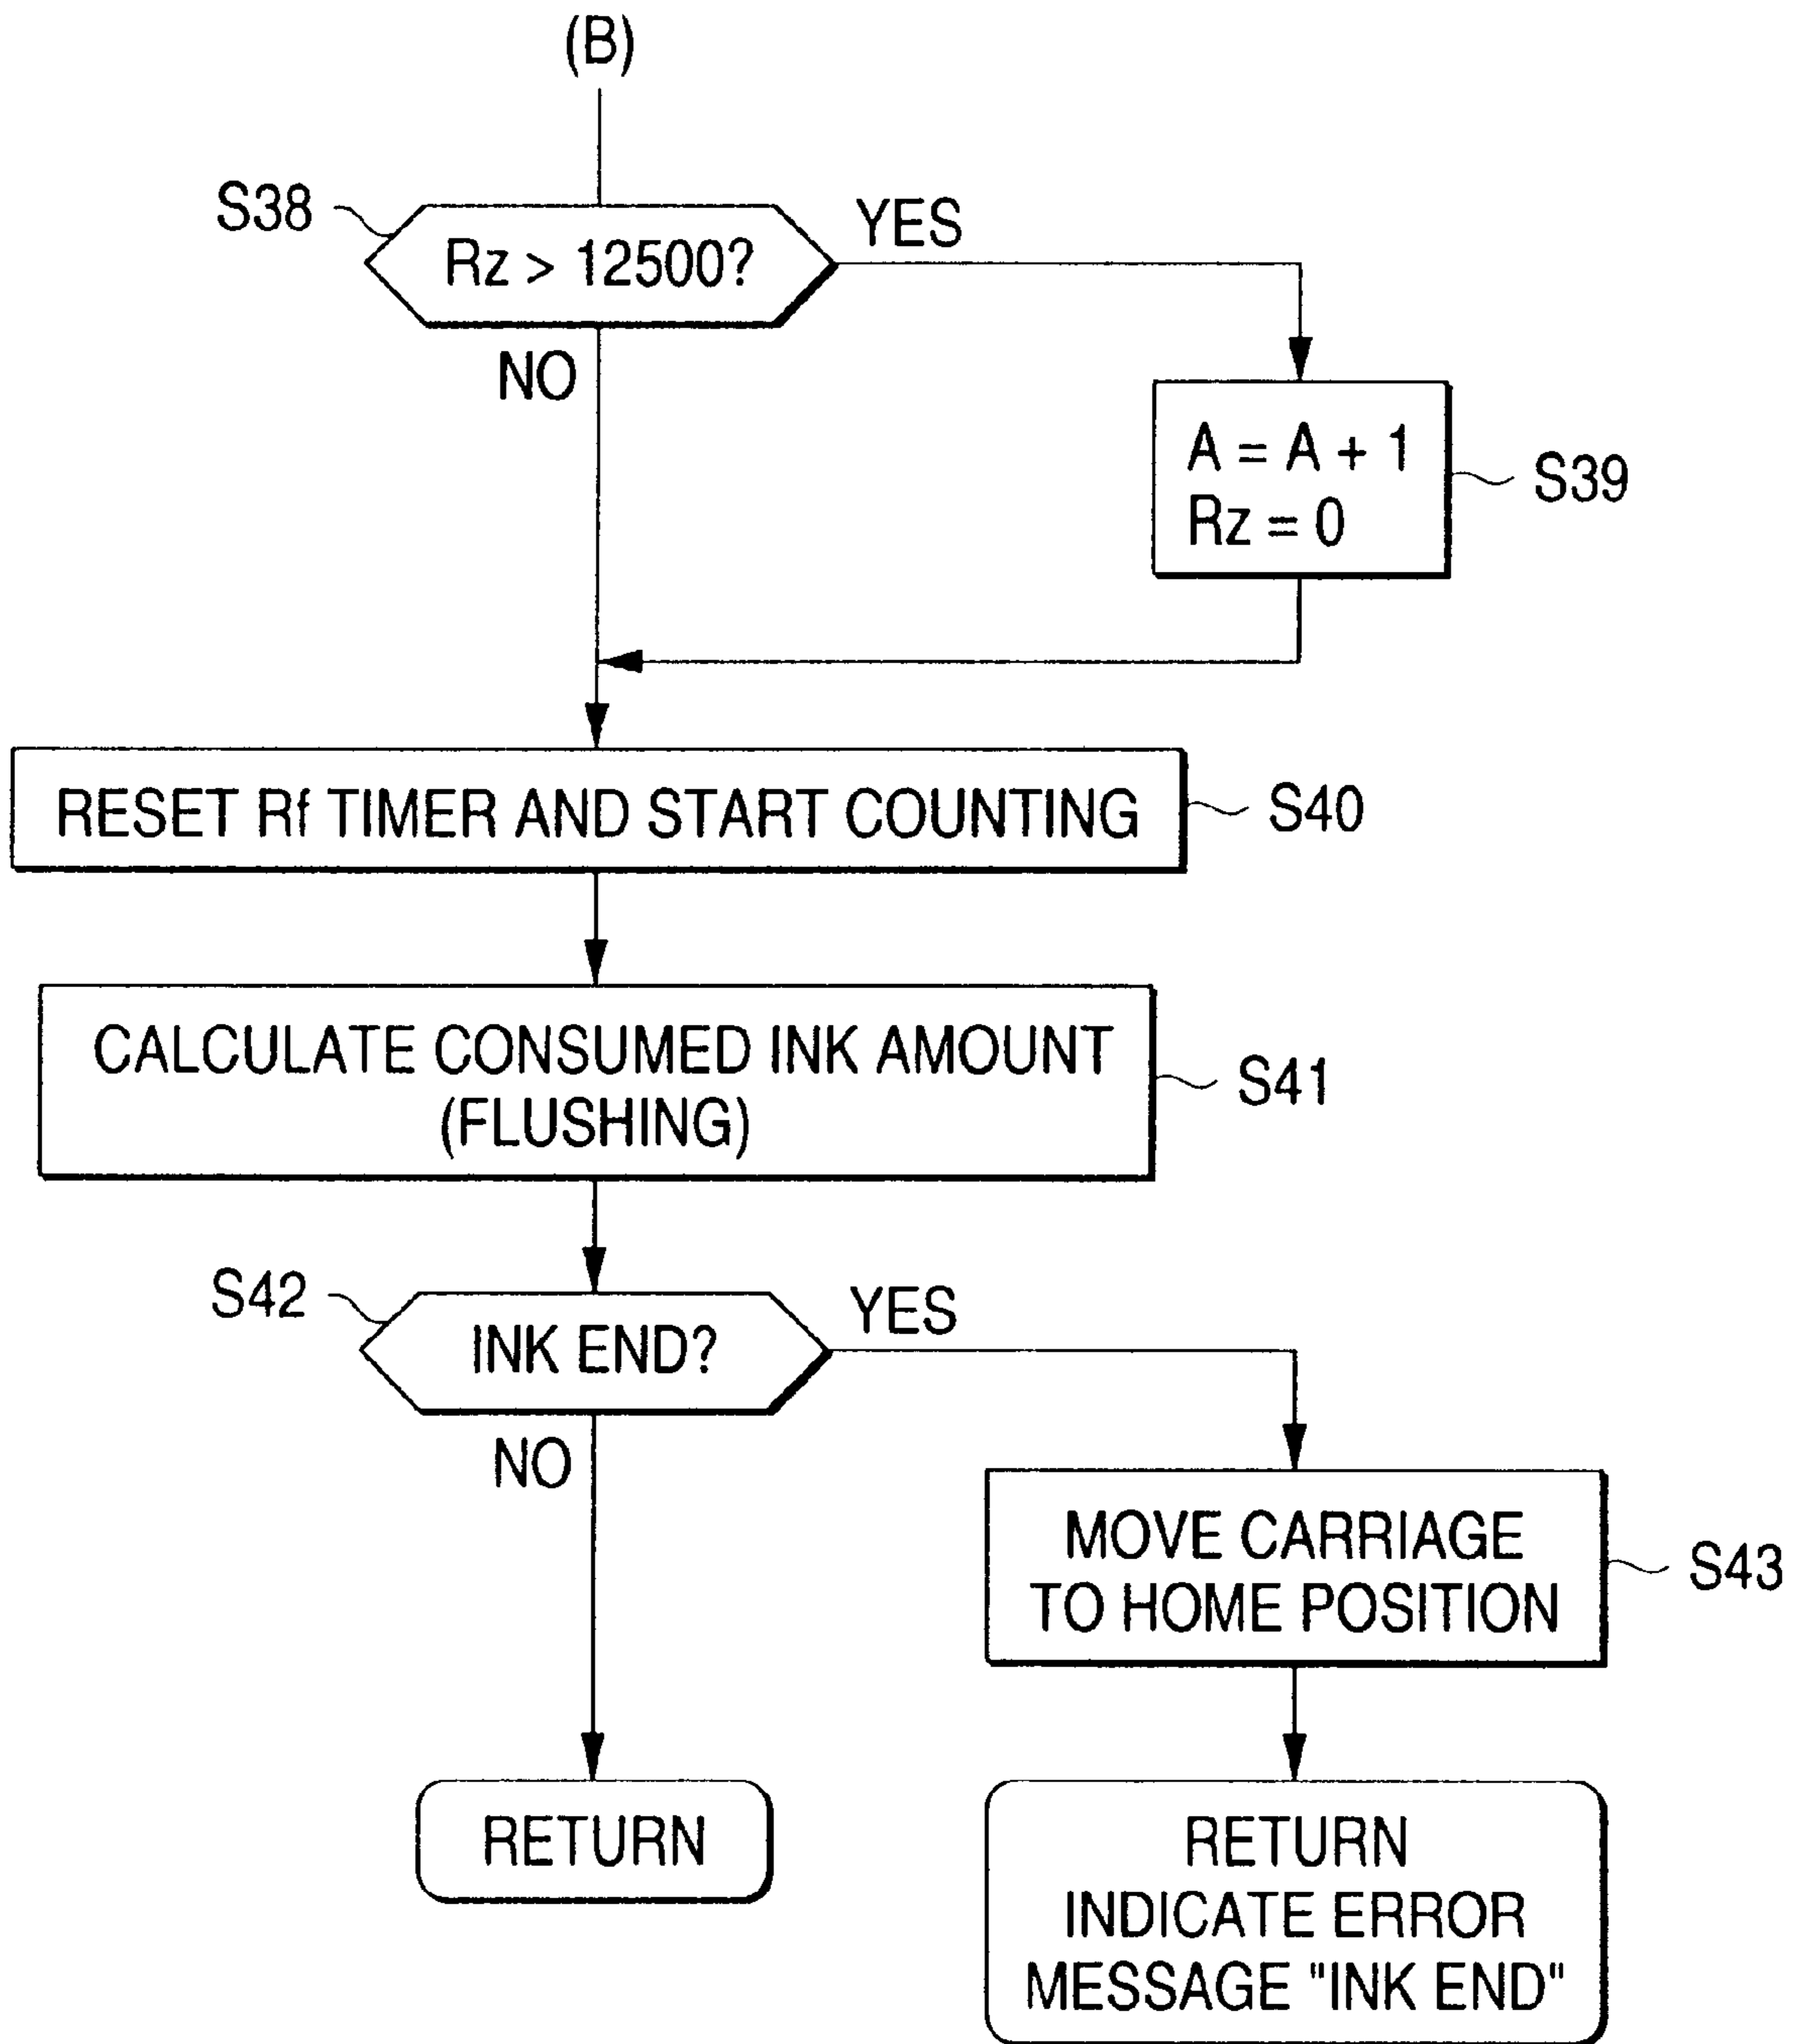 (B)
S38
Rz > 12500?
YES
NO
A = A + 1
Rz = 0
S39
RESET Rf TIMER AND START COUNTING
S40
CALCULATE CONSUMED INK AMOUNT
(FLUSHING)
S41
S42
INK END?
YES
NO
MOVE CARRIAGE
TO HOME POSITION
S43
RETURN
RETURN
INDICATE ERROR
MESSAGE "INK END"